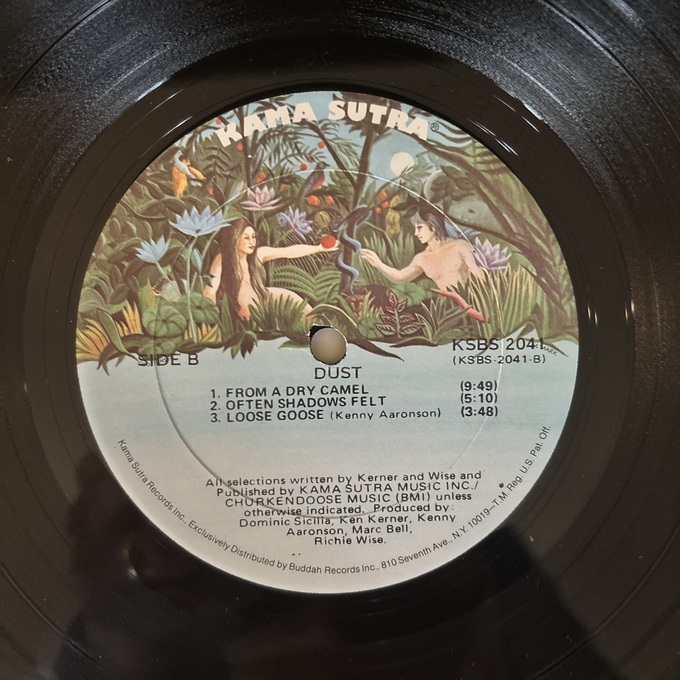 KAMA SUTRA®
SIDE B
KSBS 2041
(KSBS-2041-B)
DUST
1. FROM A DRY CAMEL (9:49)
2. OFTEN SHADOWS FELT (5:10)
3. LOOSE GOOSE (Kenny Aaronson) (3:48)
All selections written by Kerner and Wise and
Published by KAMA SUTRA MUSIC INC./
CHURKENDOOSE MUSIC (BMI) unless
otherwise indicated. Produced by:
Dominic Sicilia, Ken Kerner, Kenny
Aaronson, Marc Bell,
Richie Wise.
Kama Sutra Records Inc. Exclusively Distributed by Buddah Records Inc., 810 Seventh Ave., N.Y. 10019—T.M. Reg. U.S. Pat. Off.